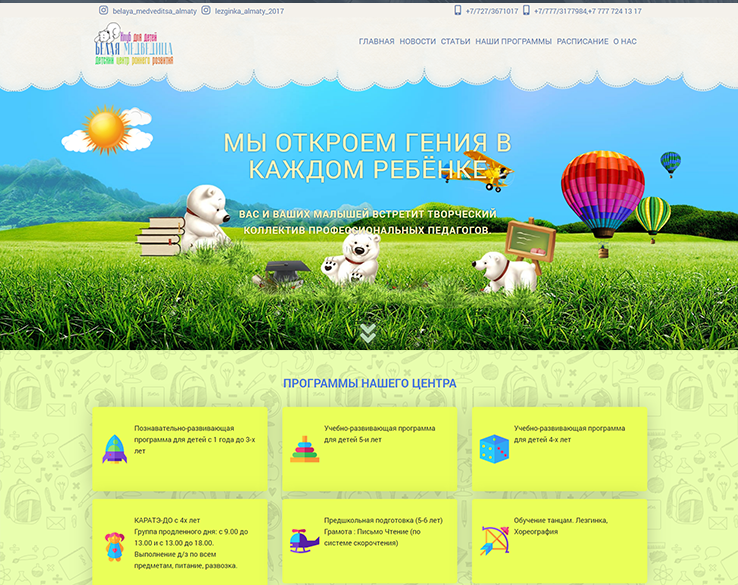 belaya_medveditsa_almaty lezginka_almaty_2017 +7/727/3671017 +7/777/3177984,+7 777 724 13 17
Клуб для детей
БЕЛАЯ МЕДВЕДИЦА
детский центр раннего развития
ГЛАВНАЯ НОВОСТИ СТАТЬИ НАШИ ПРОГРАММЫ РАСПИСАНИЕ О НАС
МЫ ОТКРОЕМ ГЕНИЯ В
КАЖДОМ РЕБЁНКЕ
ВАС И ВАШИХ МАЛЫШЕЙ ВСТРЕТИТ ТВОРЧЕСКИЙ
КОЛЛЕКТИВ ПРОФЕССИОНАЛЬНЫХ ПЕДАГОГОВ.
ПРОГРАММЫ НАШЕГО ЦЕНТРА
Познавательно-развивающая
программа для детей с 1 года до 3-х
лет
Учебно-развивающая программа
для детей 5-и лет
Учебно-развивающая программа
для детей 4-х лет
КАРАТЭ-ДО с 4х лет
Группа продленного дня: с 9.00 до
13.00 и с 13.00 до 18.00.
Выполнение д/з по всем
предметам, питание, развозка.
Предшкольная подготовка (5-6 лет)
Грамота : Письмо Чтение (по
системе скорочтения)
Обучение танцам. Лезгинка,
Хореография